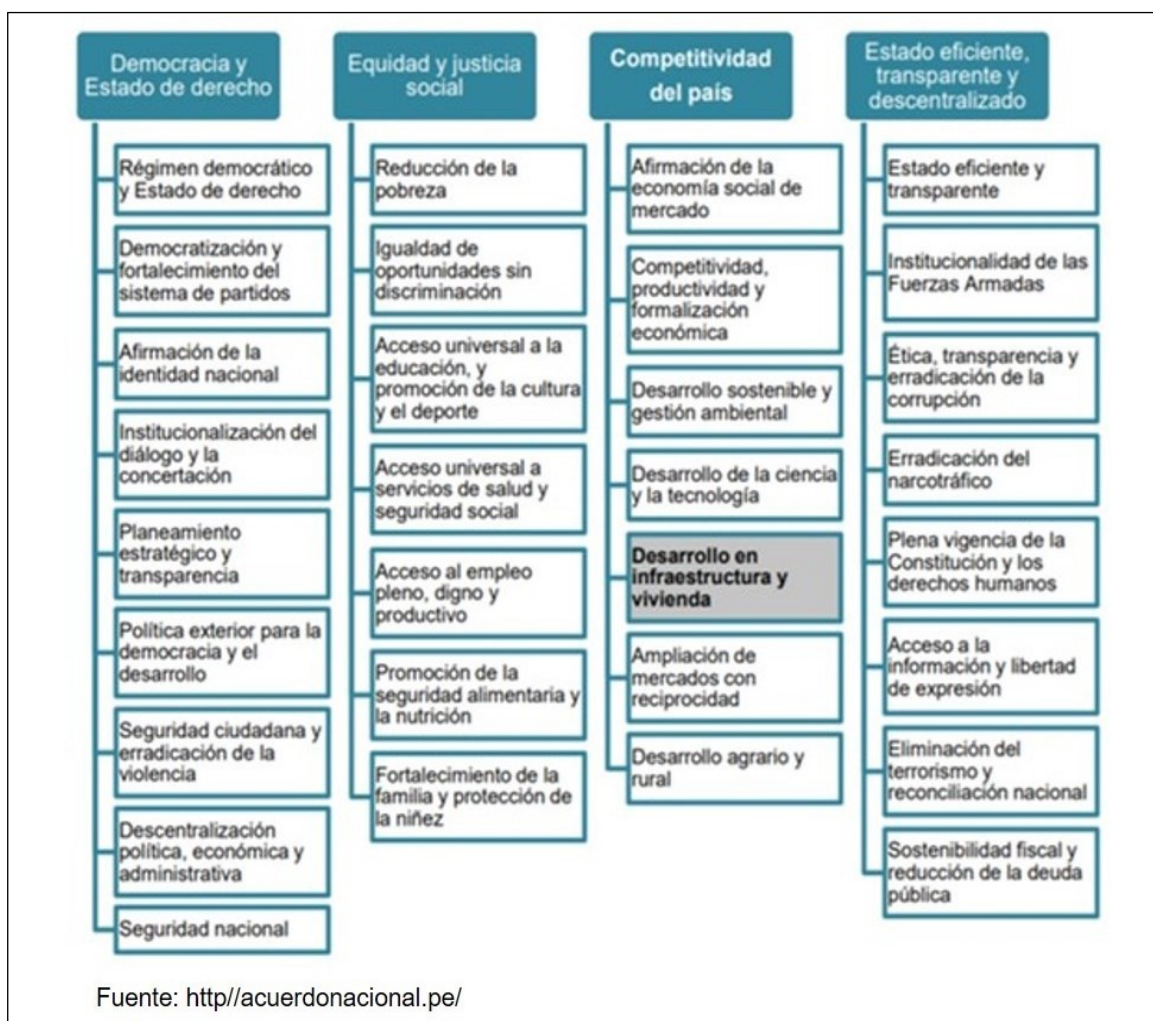 Democracia y
Estado de derecho
Régimen democrático
y Estado de derecho
Democratización y
fortalecimiento del
sistema de partidos
Afirmación de la
identidad nacional
Institucionalización del
diálogo y la
concertación
Planeamiento
estratégico y
transparencia
Política exterior para la
democracia y el
desarrollo
Seguridad ciudadana y
erradicación de la
violencia
Descentralización
política, económica y
administrativa
Seguridad nacional
Equidad y justicia
social
Reducción de la
pobreza
Igualdad de
oportunidades sin
discriminación
Acceso universal a la
educación, y
promoción de la cultura
y el deporte
Acceso universal a
servicios de salud y
seguridad social
Acceso al empleo
pleno, digno y
productivo
Promoción de la
seguridad alimentaria y
la nutrición
Fortalecimiento de la
familia y protección de
la niñez
Competitividad
del país
Afirmación de la
economía social de
mercado
Competitividad,
productividad y
formalización
económica
Desarrollo sostenible y
gestión ambiental
Desarrollo de la ciencia
y la tecnología
Desarrollo en
infraestructura y
vivienda
Ampliación de
mercados con
reciprocidad
Desarrollo agrario y
rural
Estado eficiente,
transparente y
descentralizado
Estado eficiente y
transparente
Institucionalidad de las
Fuerzas Armadas
Ética, transparencia y
erradicación de la
corrupción
Erradicación del
narcotráfico
Plena vigencia de la
Constitución y los
derechos humanos
Acceso a la
información y libertad
de expresión
Eliminación del
terrorismo y
reconciliación nacional
Sostenibilidad fiscal y
reducción de la deuda
pública
Fuente: http//acuerdonacional.pe/